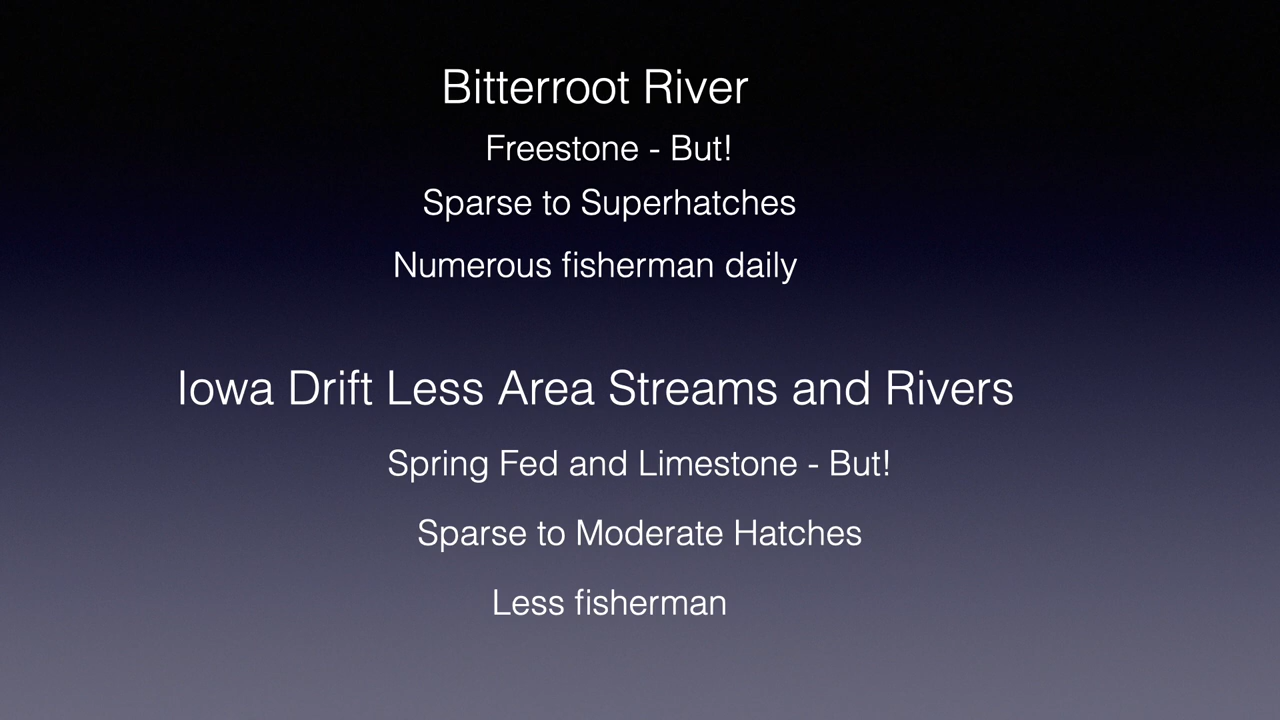 Bitterroot River
Freestone - But!
Sparse to Superhatches
Numerous fisherman daily
Iowa Drift Less Area Streams and Rivers
Spring Fed and Limestone - But!
Sparse to Moderate Hatches
Less fisherman